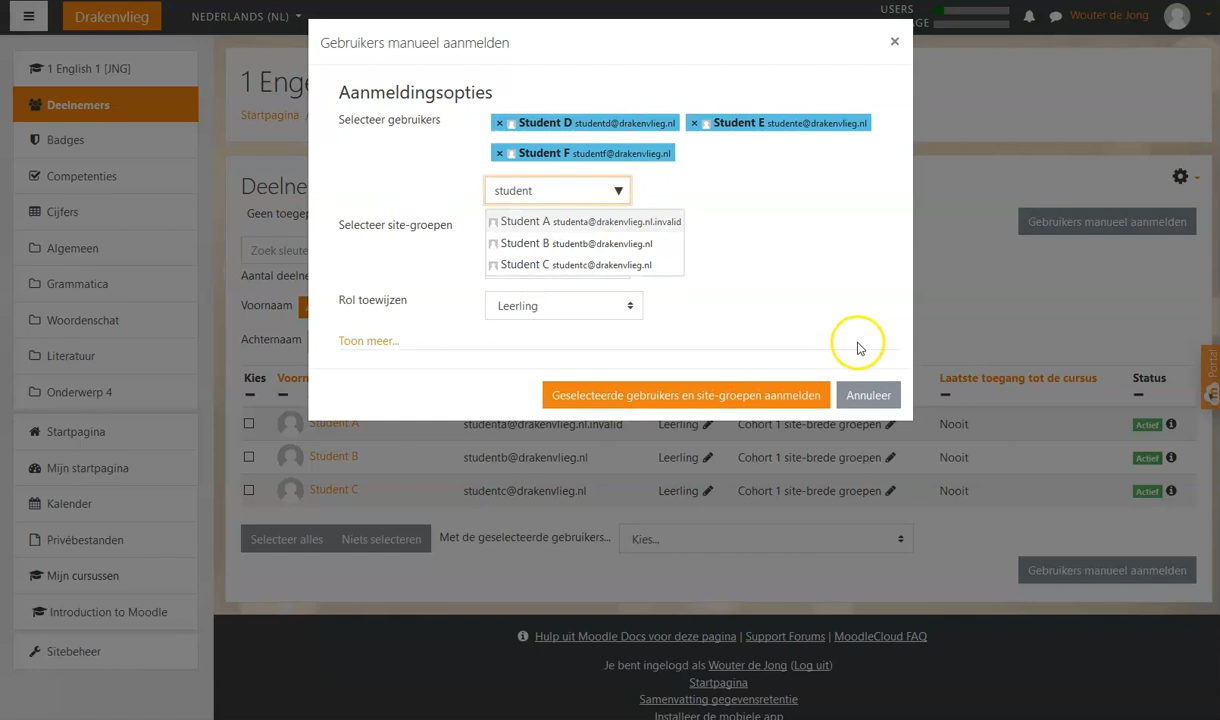 Drakenvlieg
NEDERLANDS (NL)
USERS
AGE
Wouter de Jong
1 English 1 [JNG]
Deelnemers
Badges
Competenties
Cijfers
Algemeen
Grammatica
Woordenschat
Literatuur
Onderwerp 4
Startpagina
Mijn startpagina
Kalender
Privébestanden
Mijn cursussen
Introduction to Moodle
Sitebeheer
1 Enge
Startpagina /
Gebruikers manueel aanmelden
×
Aanmeldingsopties
Selecteer gebruikers
× Student D studentd@drakenvlieg.nl
× Student E studente@drakenvlieg.nl
× Student F studentf@drakenvlieg.nl
student ▼
Student A studenta@drakenvlieg.nl.invalid
Student B studentb@drakenvlieg.nl
Student C studentc@drakenvlieg.nl
Selecteer site-groepen
Rol toewijzen
Leerling
Toon meer...
Geselecteerde gebruikers en site-groepen aanmelden
Annuleer
Deelne
Gebruikers manueel aanmelden
Geen toegep
Zoek sleute
Aantal deelne
Voornaam
Achternaam
Kies Voorn Laatste toegang tot de cursus Status
Student A studenta@drakenvlieg.nl.invalid Leerling Cohort 1 site-brede groepen Nooit Actief
Student B studentb@drakenvlieg.nl Leerling Cohort 1 site-brede groepen Nooit Actief
Student C studentc@drakenvlieg.nl Leerling Cohort 1 site-brede groepen Nooit Actief
Selecteer alles Niets selecteren Met de geselecteerde gebruikers... Kies...
Gebruikers manueel aanmelden
Portal
Hulp uit Moodle Docs voor deze pagina | Support Forums | MoodleCloud FAQ
Je bent ingelogd als Wouter de Jong (Log uit)
Startpagina
Samenvatting gegevensretentie
Installeer de mobiele app